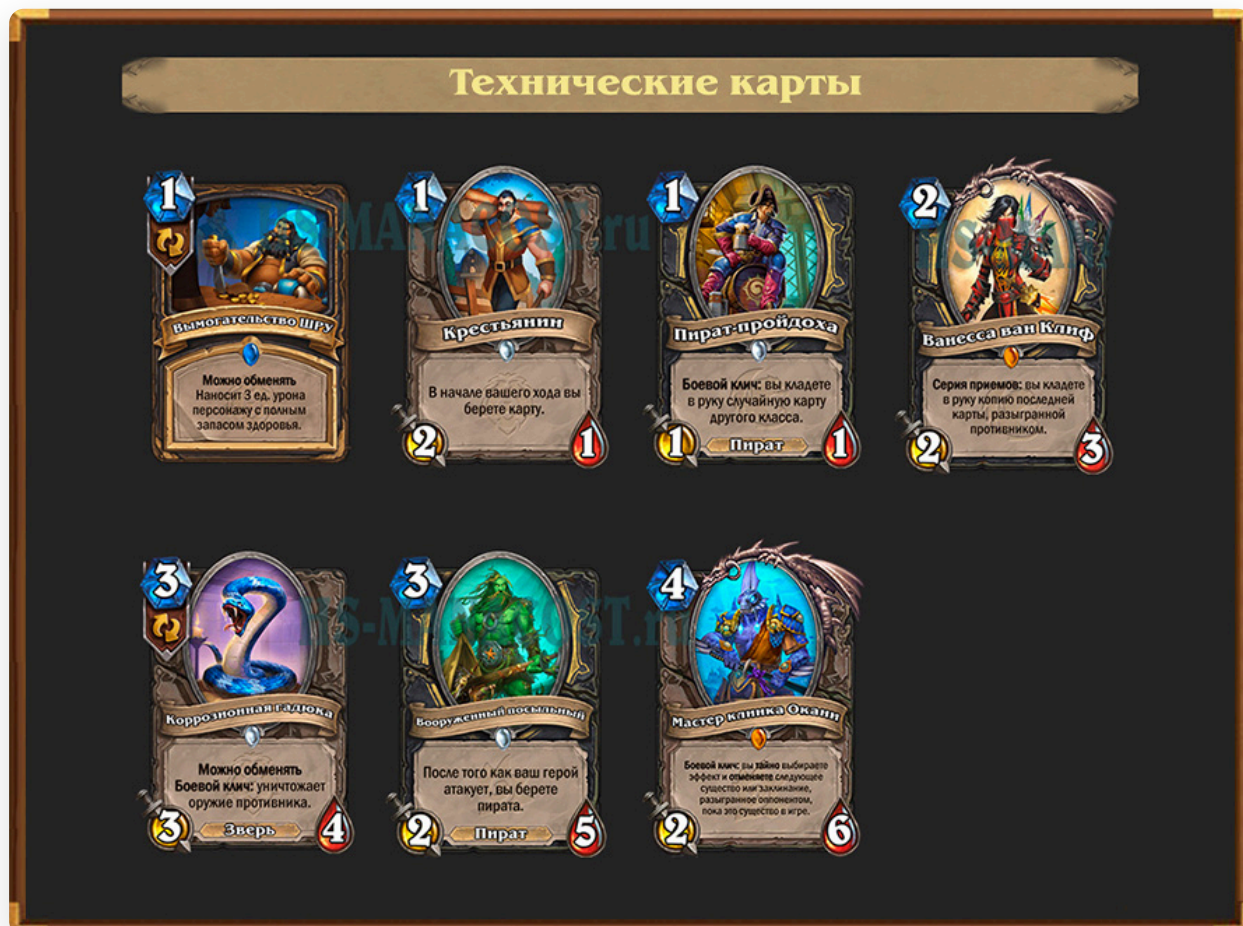 Технические карты
1
Вымогательство ШРУ
Можно обменять
Наносит 3 ед. урона
персонажу с полным
запасом здоровья.
1
Крестьянин
В начале вашего хода вы
берете карту.
2
1
1
Пират-пройдоха
Боевой клич: вы кладете
в руку случайную карту
другого класса.
1
Пират
1
2
Ванесса ван Клиф
Серия приемов: вы кладете
в руку копию последней
карты, разыгранной
противником.
2
3
3
Коррозионная гадюка
Можно обменять
Боевой клич: уничтожает
оружие противника.
3
Зверь
4
3
Вооруженный посыльный
После того как ваш герой
атакует, вы берете
пирата.
2
Пират
5
4
Мастер клинка Окани
Боевой клич: вы тайно выбираете
эффект и отменяете следующее
существо или заклинание,
разыгранное оппонентом,
пока это существо в игре.
2
6